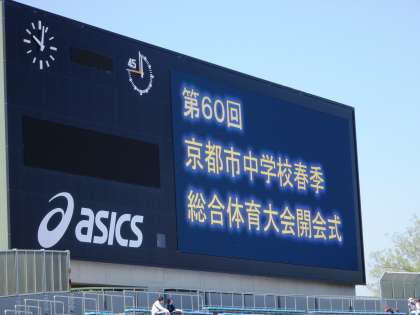 45
第60回
京都市中学校春季
総合体育大会開会式
asics